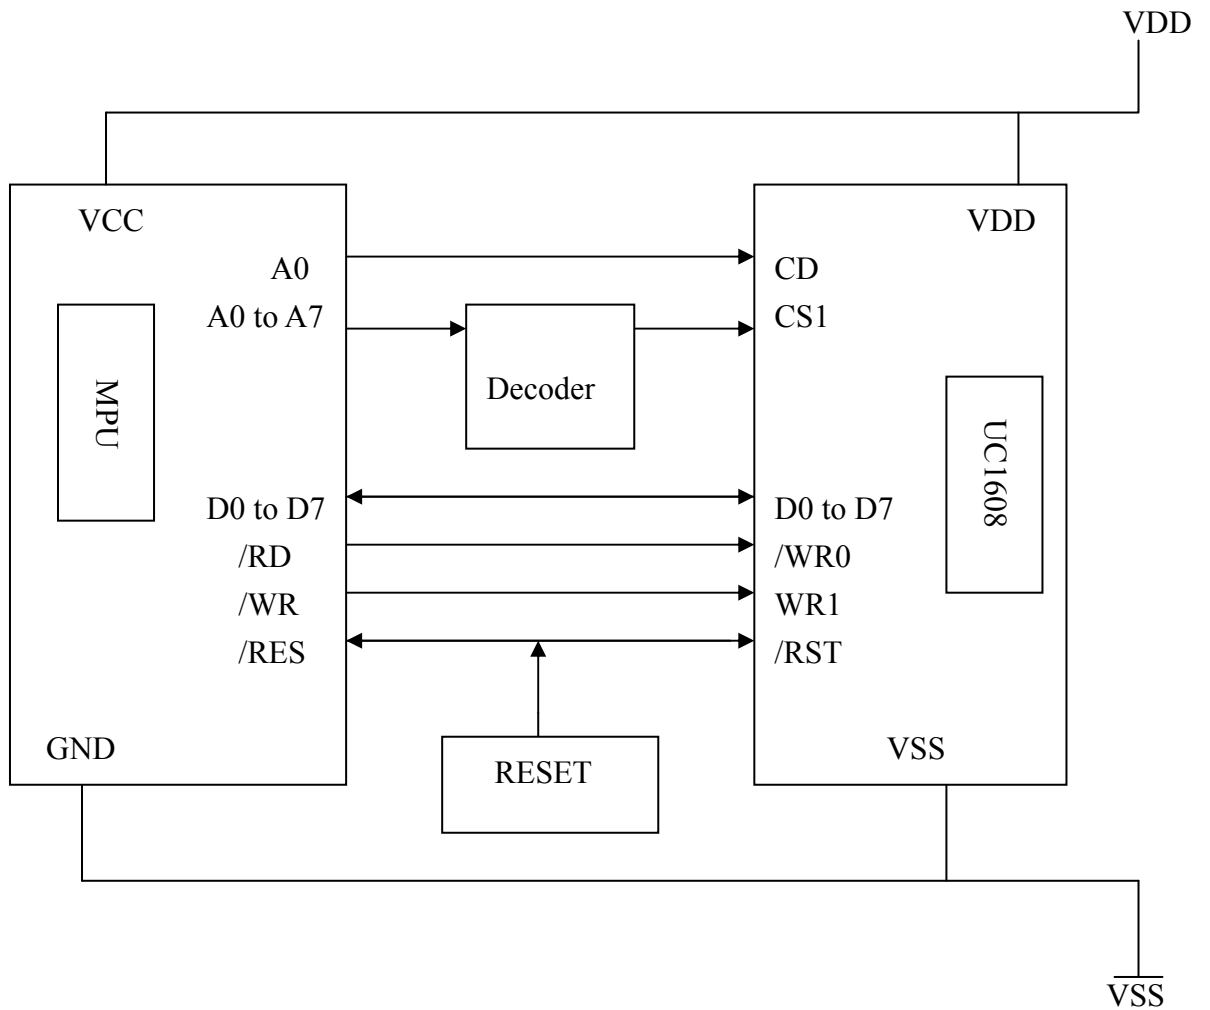 VDD
VCC
VDD
A0
CD
A0 to A7
CS1
Decoder
MPU
UC1608
D0 to D7
D0 to D7
/RD
/WR0
/WR
WR1
/RES
/RST
GND
RESET
VSS
VSS